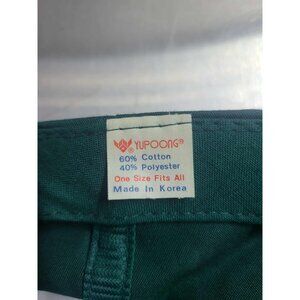 YUPOONG®
60% Cotton
40% Polyester
One Size Fits All
Made In Korea